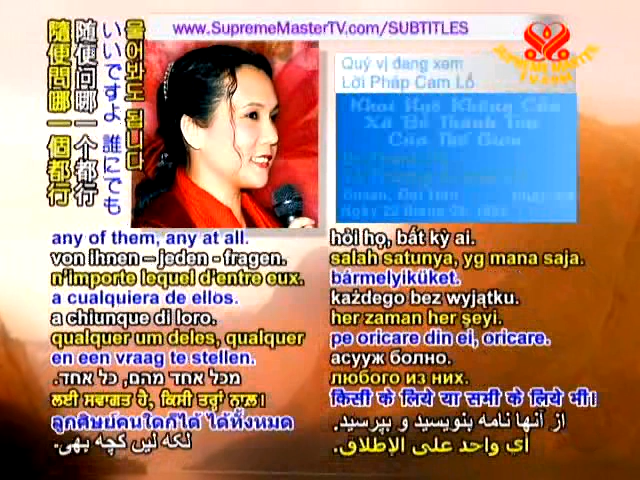 www.SupremeMasterTV.com/SUBTITLES
隨便問哪一個都行
随便问哪一个都行
いいですよ 誰にでも
물어봐도 됩니다
Quý vị đang xem
Lời Pháp Cam Lồ
any of them, any at all.
von ihnen – jeden - fragen.
n'importe lequel d'entre eux.
a cualquiera de ellos.
a chiunque di loro.
qualquer um deles, qualquer
en een vraag te stellen.
מכל אחד מהם, כל אחד.
ਲਈ ਸਵਾਗਤ ਹੈ, ਕਿਸੀ ਤਰ੍ਹਾਂ ਨਾਲ।
ลูกศิษย์คนใดก็ได้ ได้ทั้งหมด
لکه لیں کچه بهی.
hỏi họ, bất kỳ ai.
salah satunya, yg mana saja.
bármelyiküket.
każdego bez wyjątku.
her zaman her şeyi.
pe oricare din ei, oricare.
асууж болно.
любого из них.
किसी के लिये या सभी के लिये भी।
از آنها نامه بنویسید و بپرسید.
أي واحد على الإطلاق.